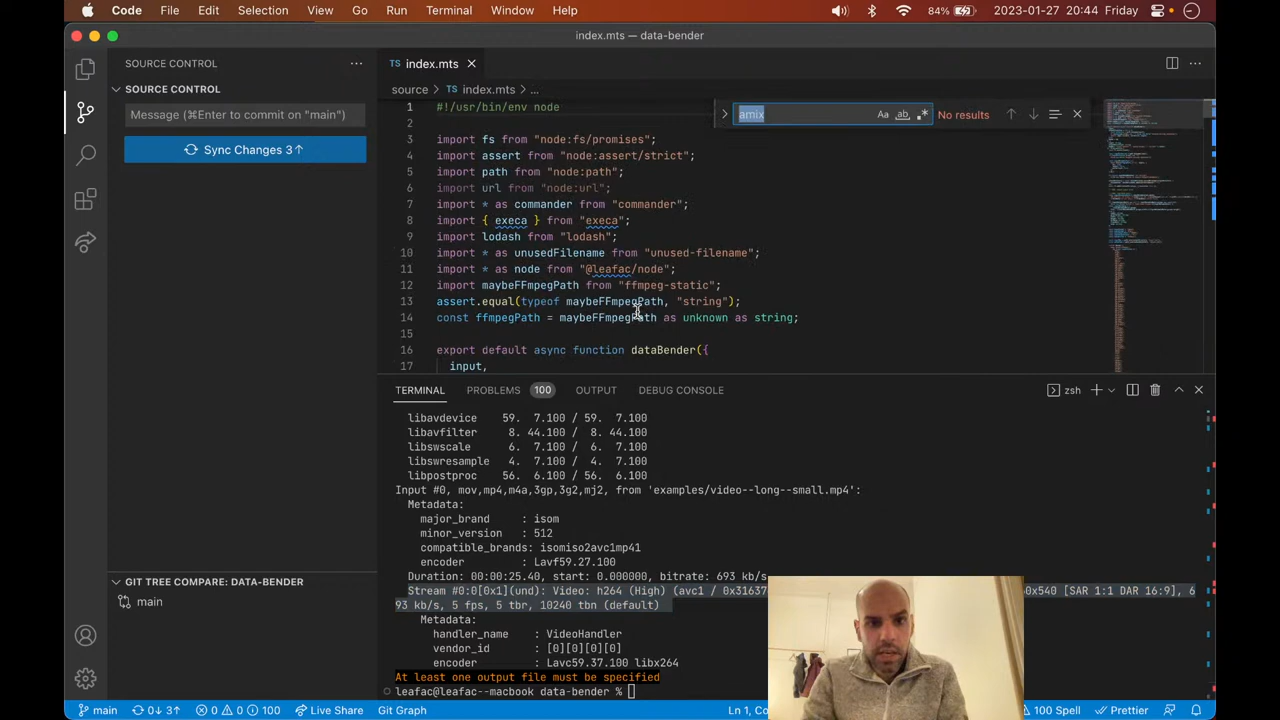 Code File Edit Selection View Go Run Terminal Window Help 84% 2023-01-27 20:44 Friday
index.mts — data-bender
SOURCE CONTROL
SOURCE CONTROL
Message (⌘Enter to commit on "main")
Sync Changes 3↑
GIT TREE COMPARE: DATA-BENDER
main
TS index.mts
source > TS index.mts > ...
amix Aa ab .* No results
1 #!/usr/bin/env node
2
3 import fs from "node:fs/promises";
4 import assert from "node:assert/strict";
5 import path from "node:path";
6 import url from "node:url";
7 import * as commander from "commander";
8 import { execa } from "execa";
9 import lodash from "lodash";
10 import * as unusedFilename from "unused-filename";
11 import * as node from "@leafac/node";
12 import maybeFFmpegPath from "ffmpeg-static";
13 assert.equal(typeof maybeFFmpegPath, "string");
14 const ffmpegPath = maybeFFmpegPath as unknown as string;
15
16 export default async function dataBender({
17 input,
TERMINAL PROBLEMS 100 OUTPUT DEBUG CONSOLE zsh
libavdevice 59. 7.100 / 59. 7.100
libavfilter 8. 44.100 / 8. 44.100
libswscale 6. 7.100 / 6. 7.100
libswresample 4. 7.100 / 4. 7.100
libpostproc 56. 6.100 / 56. 6.100
Input #0, mov,mp4,m4a,3gp,3g2,mj2, from 'examples/video--long--small.mp4':
Metadata:
major_brand : isom
minor_version : 512
compatible_brands: isomiso2avc1mp41
encoder : Lavf59.27.100
Duration: 00:00:25.40, start: 0.000000, bitrate: 693 kb/s
Stream #0:0[0x1](und): Video: h264 (High) (avc1 / 0x31637 0x540 [SAR 1:1 DAR 16:9], 6
93 kb/s, 5 fps, 5 tbr, 10240 tbn (default)
Metadata:
handler_name : VideoHandler
vendor_id : [0][0][0][0]
encoder : Lavc59.37.100 libx264
At least one output file must be specified
leafac@leafac--macbook data-bender %
main 0↓ 3↑ 0 0 100 Live Share Git Graph Ln 1, Co 100 Spell Prettier